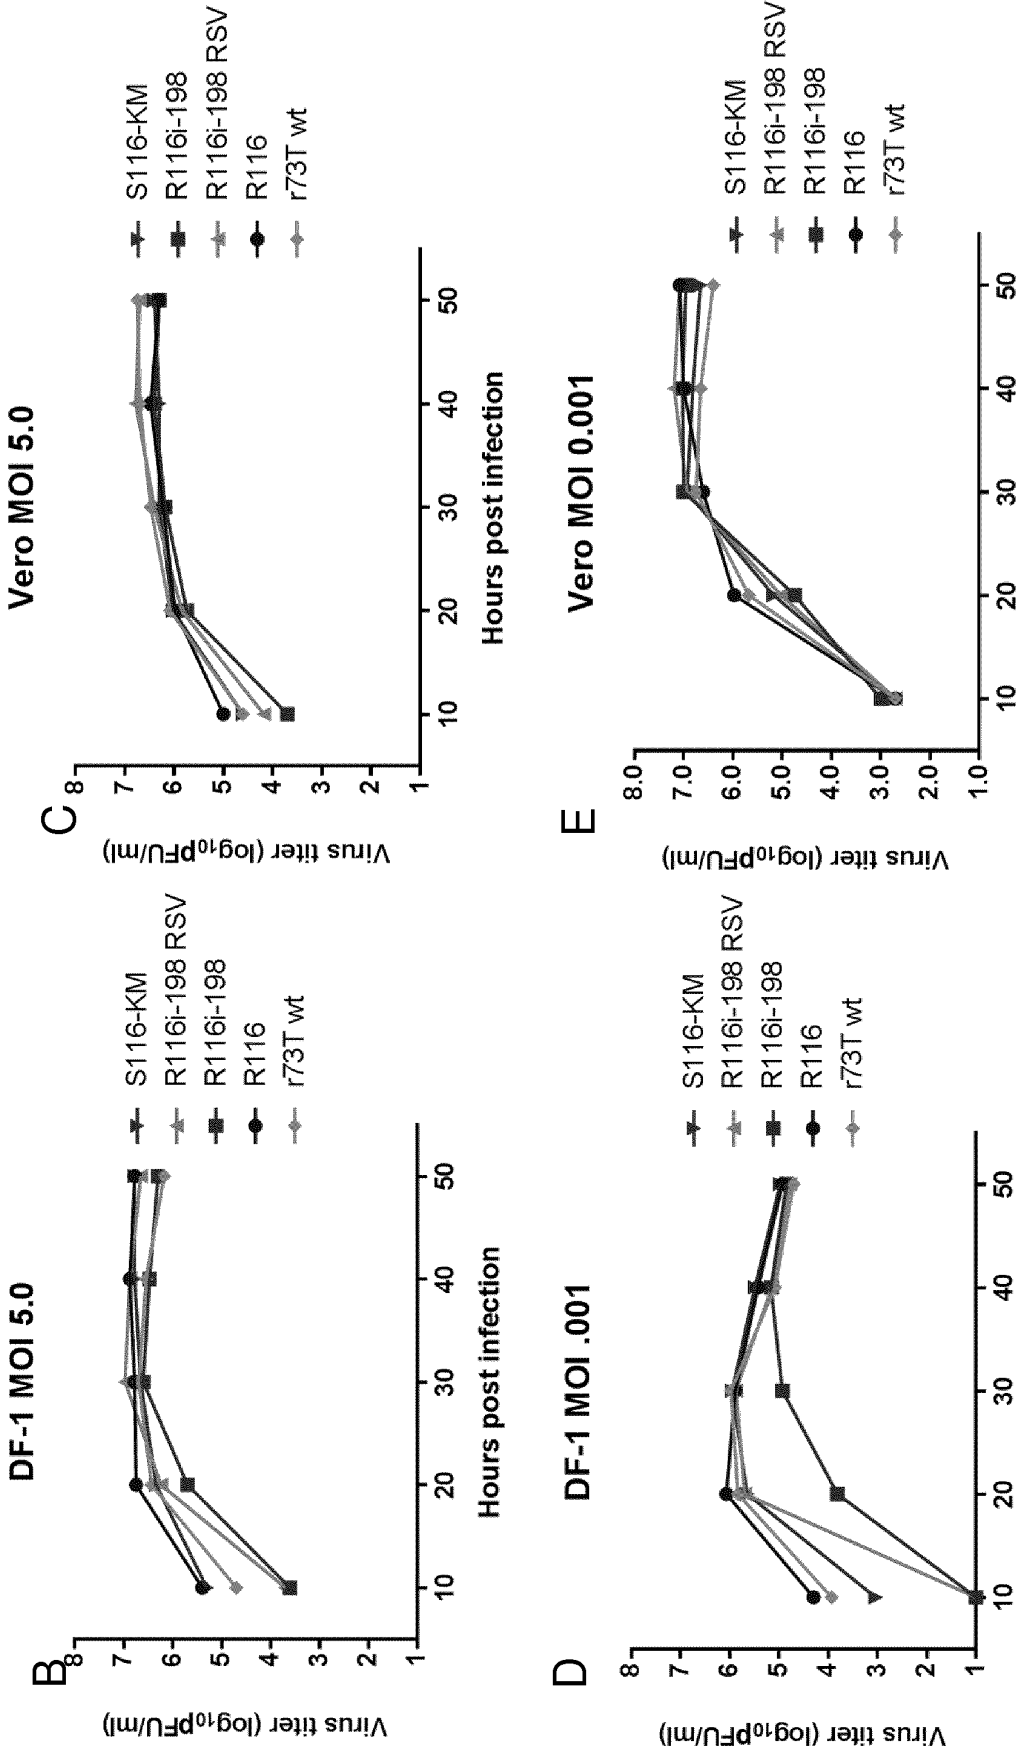 B
DF-1 MOI 5.0
Virus titer (log10pFU/ml)
8
7
6
5
4
3
2
1
10
20
30
40
50
Hours post infection
S116-KM
R116i-198 RSV
R116i-198
R116
r73T wt
C
Vero MOI 5.0
Virus titer (log10pFU/ml)
8
7
6
5
4
3
2
1
10
20
30
40
50
Hours post infection
S116-KM
R116i-198
R116i-198 RSV
R116
r73T wt
D
DF-1 MOI .001
Virus titer (log10pFU/ml)
8
7
6
5
4
3
2
1
10
20
30
40
50
S116-KM
R116i-198 RSV
R116i-198
R116
r73T wt
E
Vero MOI 0.001
Virus titer (log10pFU/ml)
8.0
7.0
6.0
5.0
4.0
3.0
2.0
1.0
10
20
30
40
50
S116-KM
R116i-198 RSV
R116i-198
R116
r73T wt